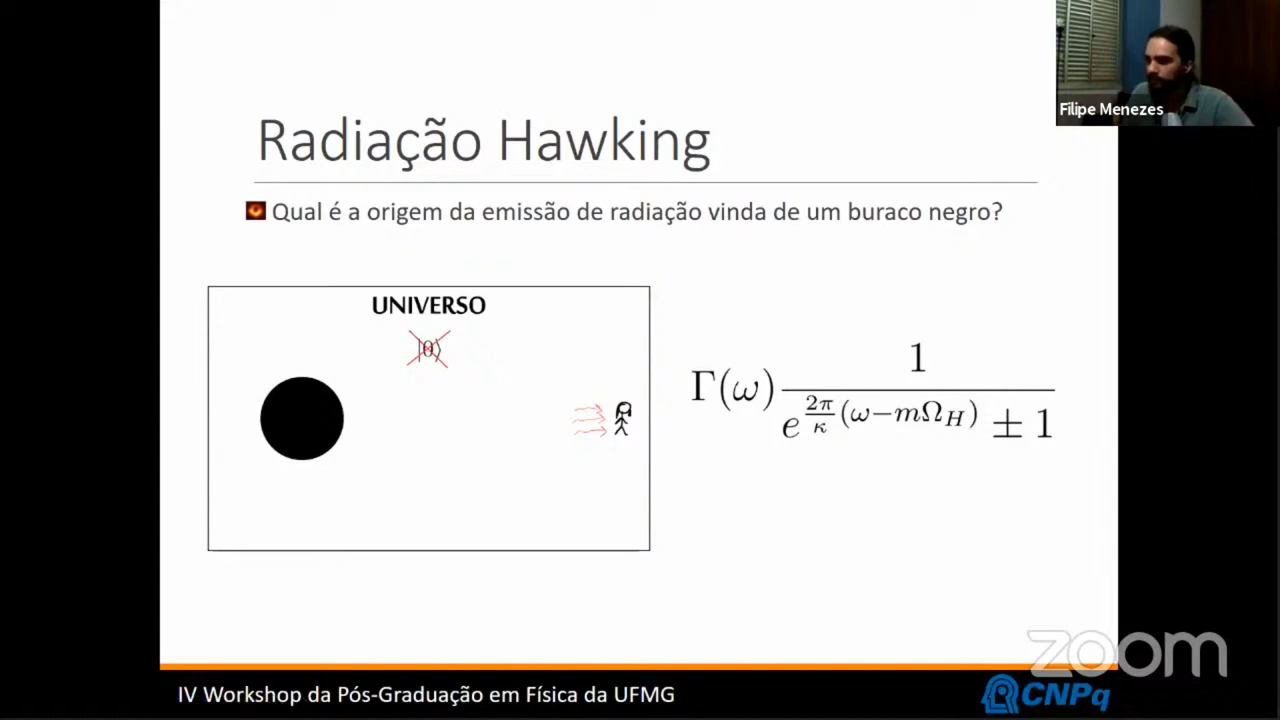 Filipe Menezes
Radiação Hawking
Qual é a origem da emissão de radiação vinda de um buraco negro?
UNIVERSO
|0⟩
Γ(ω) 1 / e^{2π/κ (ω−mΩ_H)} ± 1
zoom
IV Workshop da Pós-Graduação em Física da UFMG
CNPq